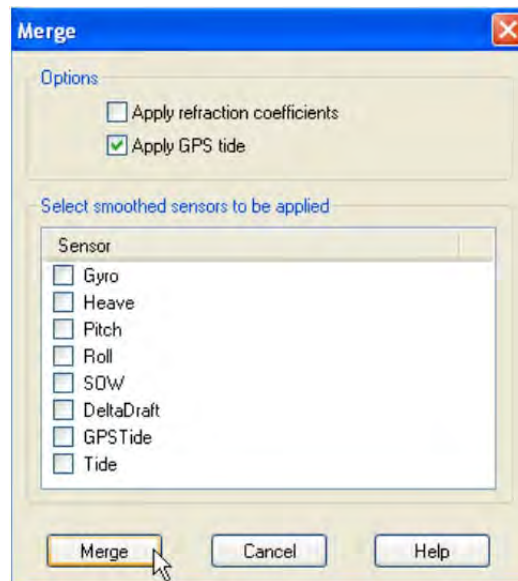 Merge
Options
Apply refraction coefficients
Apply GPS tide
Select smoothed sensors to be applied
Sensor
Gyro
Heave
Pitch
Roll
SOW
DeltaDraft
GPSTide
Tide
Merge Cancel Help